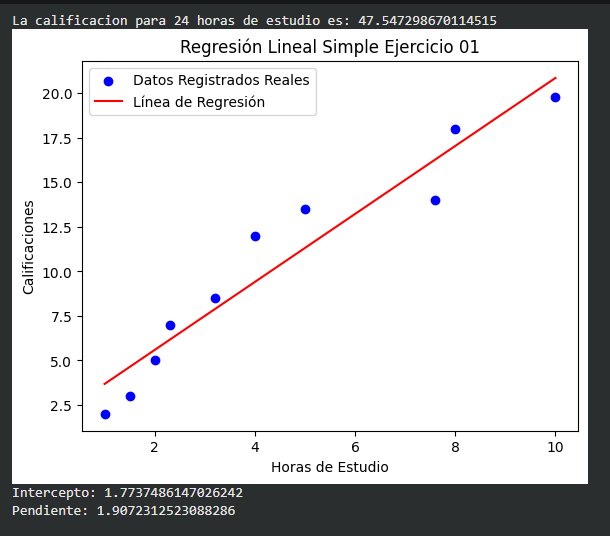 La calificacion para 24 horas de estudio es: 47.547298670114515
Regresión Lineal Simple Ejercicio 01
Datos Registrados Reales
Línea de Regresión
20.0
17.5
15.0
12.5
10.0
7.5
5.0
2.5
Calificaciones
2 4 6 8 10
Horas de Estudio
Intercepto: 1.7737486147026242
Pendiente: 1.9072312523088286